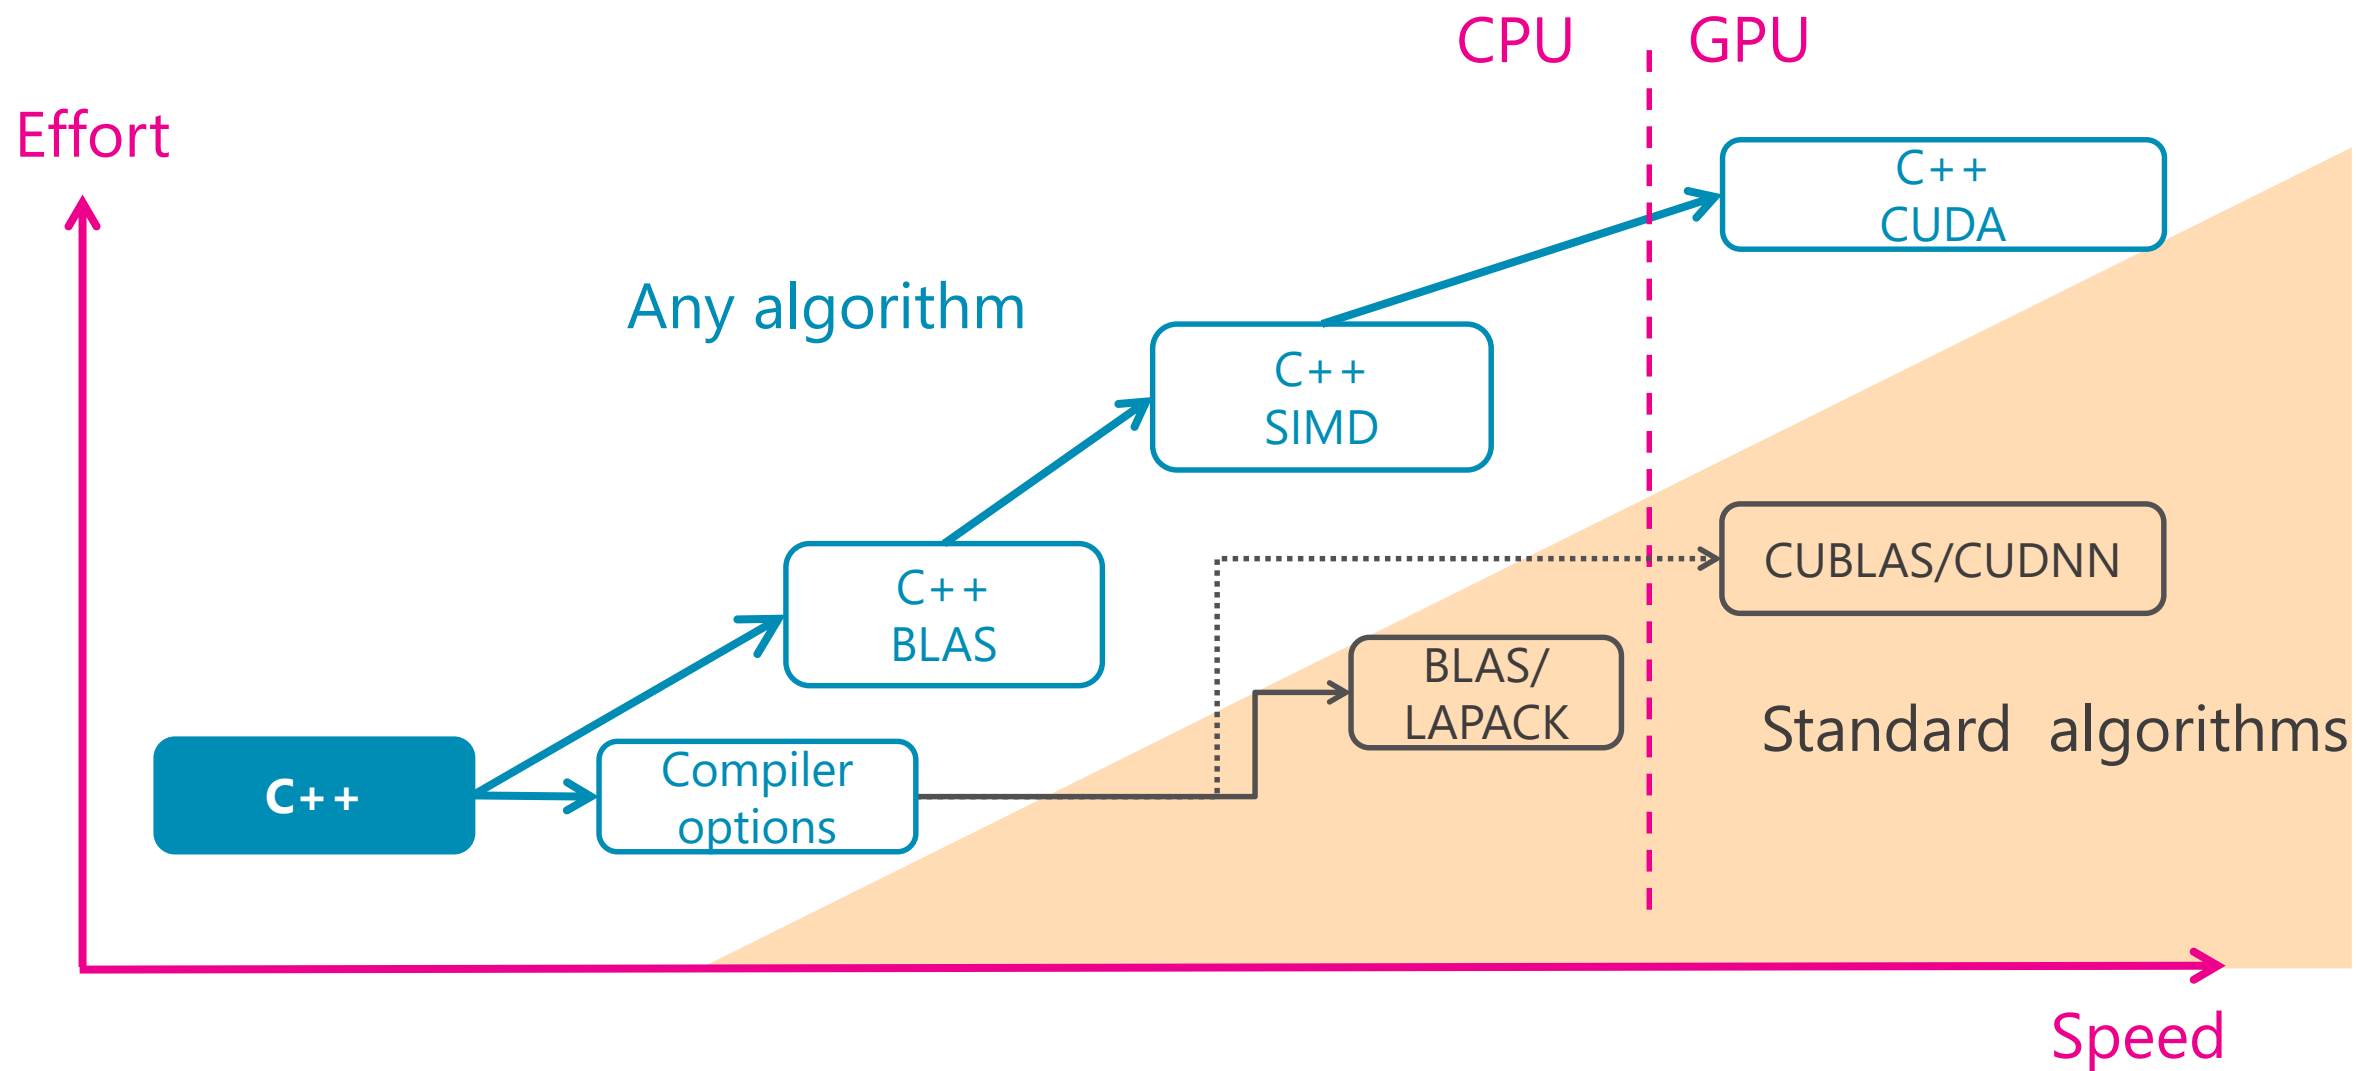 CPU
GPU
Effort
C++
CUDA
Any algorithm
C++
SIMD
CUBLAS/CUDNN
C++
BLAS
BLAS/
LAPACK
Standard algorithms
C++
Compiler
options
Speed